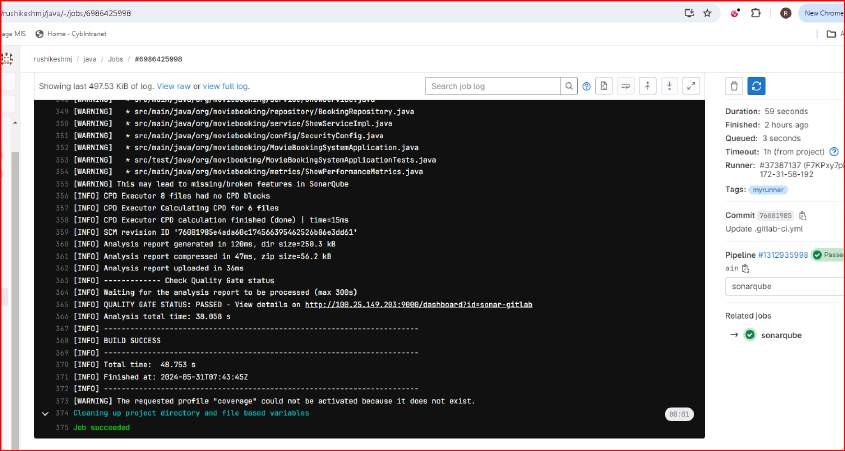 /rushikeshmj/java/-/jobs/6986425998
R
New Chrome
age MIS
Home - CybIntranet
rushikeshmj / java / Jobs / #6986425998
Showing last 497.53 KiB of log. View raw or view full log.
Search job log
349 [WARNING] * src/main/java/org/moviebooking/repository/BookingRepository.java
350 [WARNING] * src/main/java/org/moviebooking/service/ShowServiceImpl.java
351 [WARNING] * src/main/java/org/moviebooking/config/SecurityConfig.java
352 [WARNING] * src/main/java/org/moviebooking/MovieBookingSystemApplication.java
353 [WARNING] * src/test/java/org/moviebooking/MovieBookingSystemApplicationTests.java
354 [WARNING] * src/main/java/org/moviebooking/metrics/ShowPerformanceMetrics.java
355 [WARNING] This may lead to missing/broken features in SonarQube
356 [INFO] CPD Executor 8 files had no CPD blocks
357 [INFO] CPD Executor Calculating CPD for 6 files
358 [INFO] CPD Executor CPD calculation finished (done) | time=15ms
359 [INFO] SCM revision ID '76081985e4ada60c174566395462526b86e3dd61'
360 [INFO] Analysis report generated in 120ms, dir size=250.3 kB
361 [INFO] Analysis report compressed in 47ms, zip size=56.2 kB
362 [INFO] Analysis report uploaded in 36ms
363 [INFO] ------------- Check Quality Gate status
364 [INFO] Waiting for the analysis report to be processed (max 300s)
365 [INFO] QUALITY GATE STATUS: PASSED - View details on http://100.25.149.203:9000/dashboard?id=sonar-gitlab
366 [INFO] Analysis total time: 38.058 s
367 [INFO] ------------------------------------------------------------------------
368 [INFO] BUILD SUCCESS
369 [INFO] ------------------------------------------------------------------------
370 [INFO] Total time: 48.753 s
371 [INFO] Finished at: 2024-05-31T07:43:45Z
372 [INFO] ------------------------------------------------------------------------
373 [WARNING] The requested profile "coverage" could not be activated because it does not exist.
374 Cleaning up project directory and file based variables
00:01
375 Job succeeded
Duration: 59 seconds
Finished: 2 hours ago
Queued: 3 seconds
Timeout: 1h (from project)
Runner: #37387137
172-31-58-192
Tags: myrunner
Commit 76081985
Update .gitlab-ci.yml
Pipeline #1312935998 Passe
ain
sonarqube
Related jobs
→ sonarqube